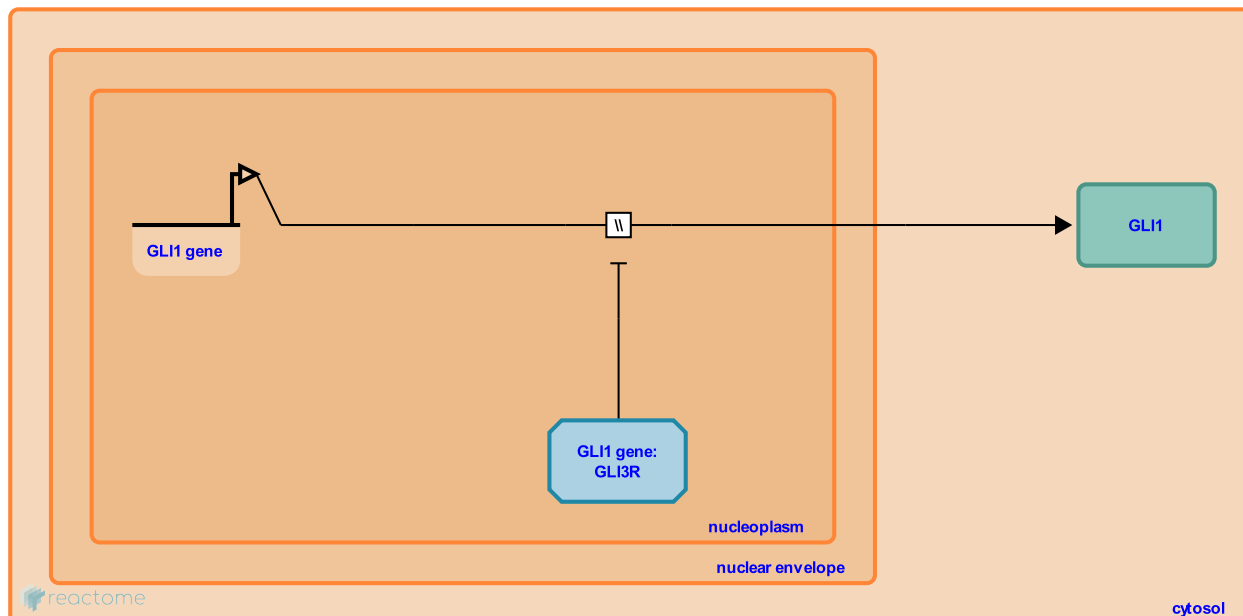 GLI1 gene
\\
GLI1
GLI1 gene:
GLI3R
nucleoplasm
nuclear envelope
reactome
cytosol